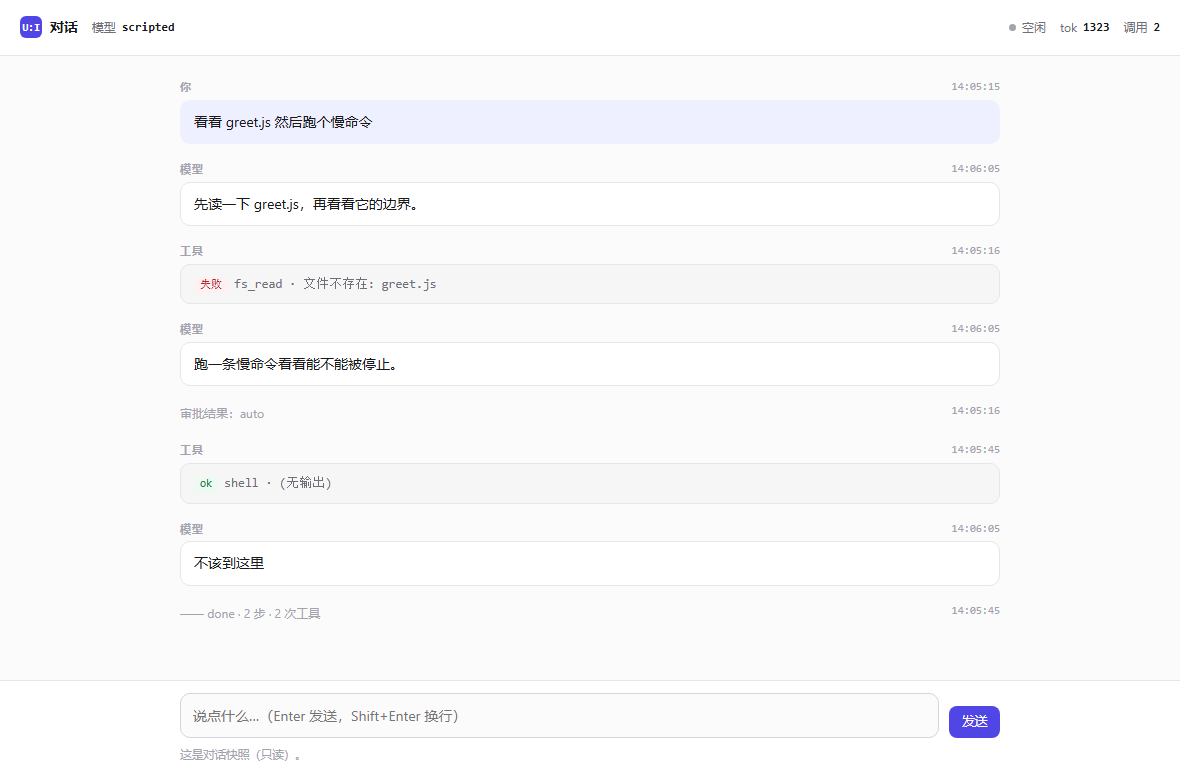 U:I 对话 模型 scripted 空闲 tok 1323 调用 2
你 14:05:15
看看 greet.js 然后跑个慢命令
模型 14:06:05
先读一下 greet.js，再看看它的边界。
工具 14:05:16
失败 fs_read · 文件不存在: greet.js
模型 14:06:05
跑一条慢命令看看能不能被停止。
审批结果：auto 14:05:16
工具 14:05:45
ok shell · (无输出)
模型 14:06:05
不该到这里
—— done · 2 步 · 2 次工具 14:05:45
说点什么…（Enter 发送，Shift+Enter 换行）
发送
这是对话快照（只读）。